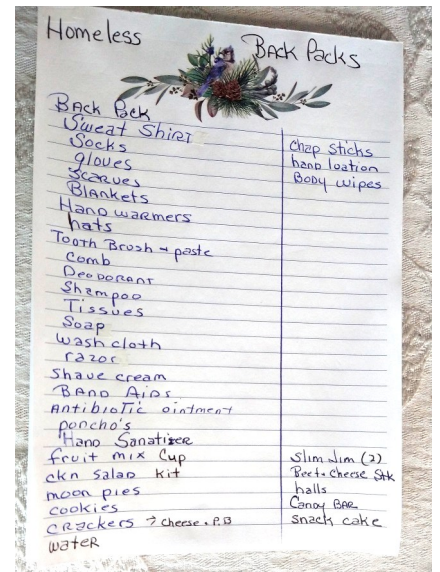 Homeless
Back Packs
Back Pack
Sweat Shirt
Socks
gloves
Scarves
Blankets
Hand warmers
hats
Tooth Brush + paste
Comb
Deodorant
Shampoo
Tissues
Soap
wash cloth
razor
Shave cream
Band Aids
Antibiotic ointment
poncho's
Hand Sanatizer
fruit mix Cup
ckn Salad kit
moon pies
cookies
crackers → cheese + P.B
water
Chap Sticks
hand loation
Body wipes
Slim Jim (2)
Beef + Cheese Stk
halls
Candy Bar
snack cake